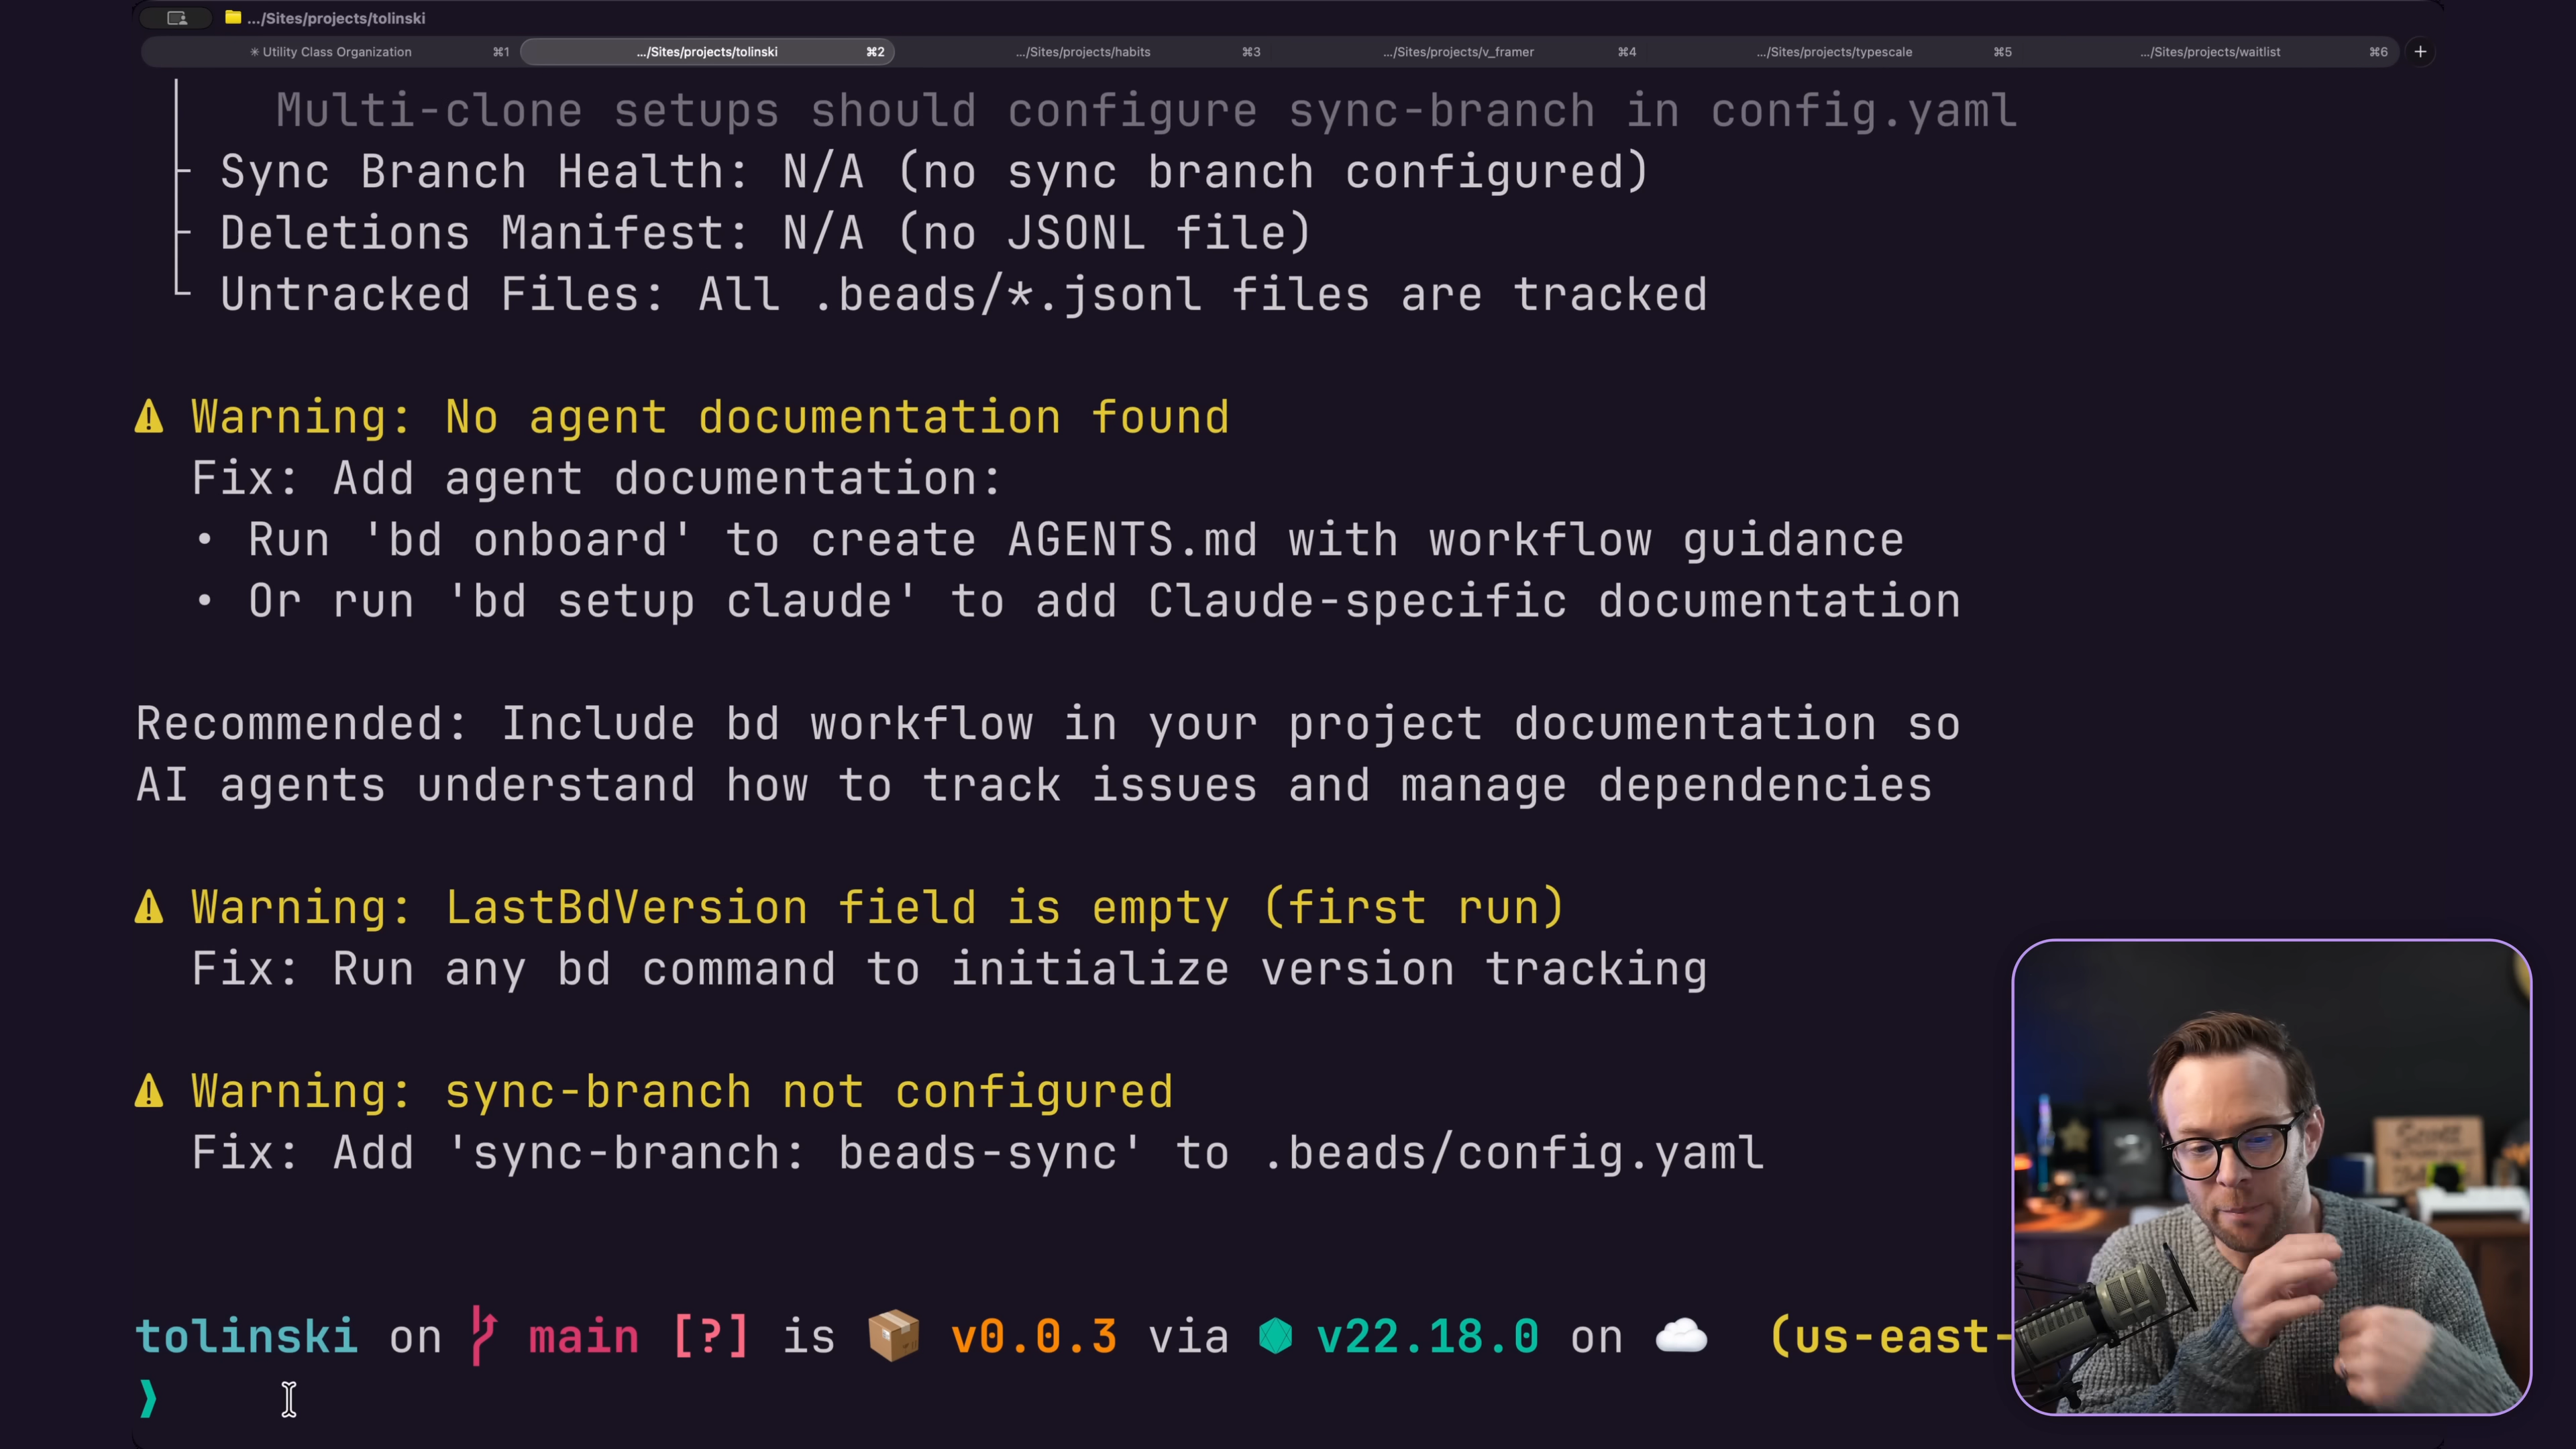 .../Sites/projects/tolinski
✳ Utility Class Organization ⌘1 .../Sites/projects/tolinski ⌘2 .../Sites/projects/habits ⌘3 .../Sites/projects/v_framer ⌘4 .../Sites/projects/typescale ⌘5 .../Sites/projects/waitlist ⌘6 +
Multi-clone setups should configure sync-branch in config.yaml
Sync Branch Health: N/A (no sync branch configured)
Deletions Manifest: N/A (no JSONL file)
Untracked Files: All .beads/*.jsonl files are tracked
⚠ Warning: No agent documentation found
Fix: Add agent documentation:
• Run 'bd onboard' to create AGENTS.md with workflow guidance
• Or run 'bd setup claude' to add Claude-specific documentation
Recommended: Include bd workflow in your project documentation so
AI agents understand how to track issues and manage dependencies
⚠ Warning: LastBdVersion field is empty (first run)
Fix: Run any bd command to initialize version tracking
⚠ Warning: sync-branch not configured
Fix: Add 'sync-branch: beads-sync' to .beads/config.yaml
tolinski on main [?] is 📦 v0.0.3 via v22.18.0 on ☁️ (us-east-
❯